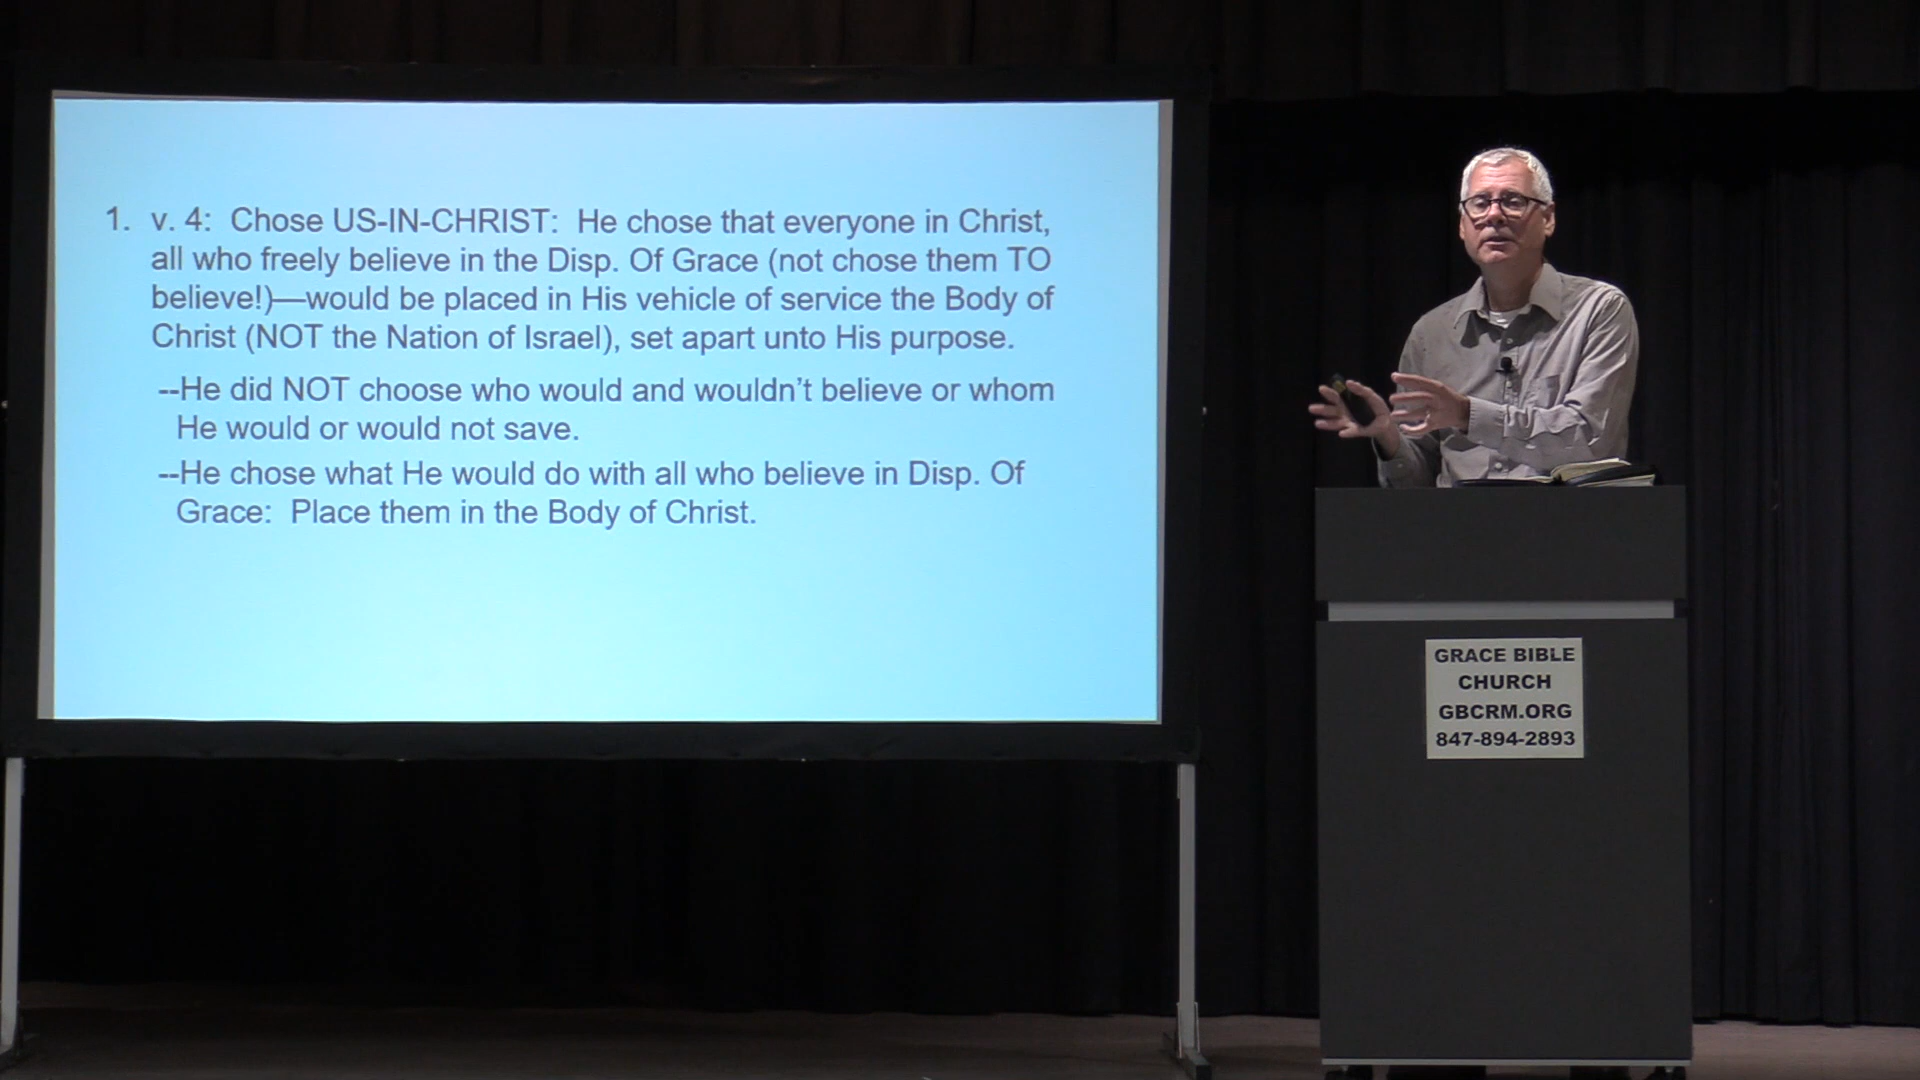 1. v. 4: Chose US-IN-CHRIST: He chose that everyone in Christ,
all who freely believe in the Disp. Of Grace (not chose them TO
believe!)—would be placed in His vehicle of service the Body of
Christ (NOT the Nation of Israel), set apart unto His purpose.
--He did NOT choose who would and wouldn't believe or whom
He would or would not save.
--He chose what He would do with all who believe in Disp. Of
Grace: Place them in the Body of Christ.
GRACE BIBLE
CHURCH
GBCRM.ORG
847-894-2893